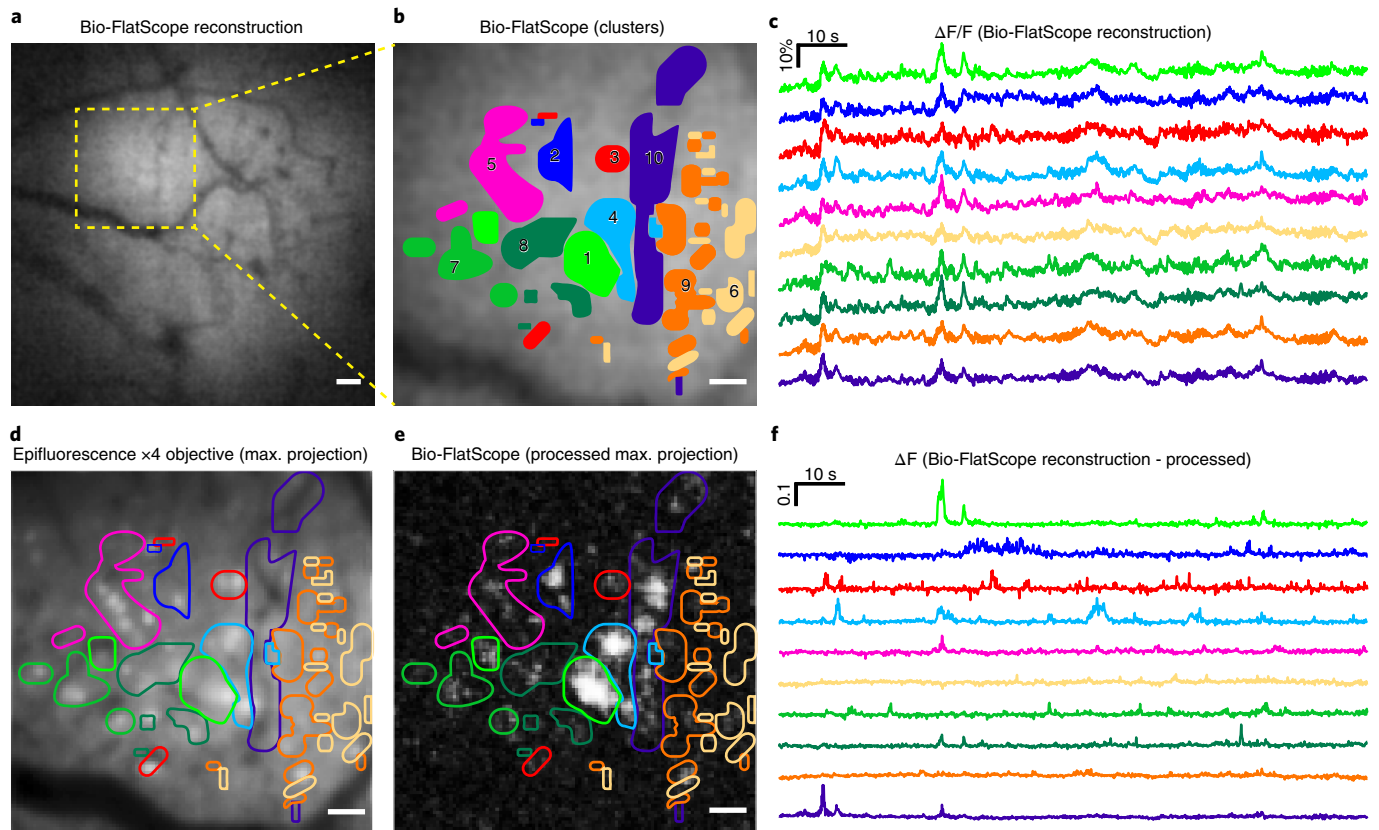 a
Bio-FlatScope reconstruction
b
Bio-FlatScope (clusters)
5
2
3
10
4
8
7
1
9
6
c
10 s
ΔF/F (Bio-FlatScope reconstruction)
10%
d
Epifluorescence ×4 objective (max. projection)
e
Bio-FlatScope (processed max. projection)
f
ΔF (Bio-FlatScope reconstruction - processed)
10 s
0.1